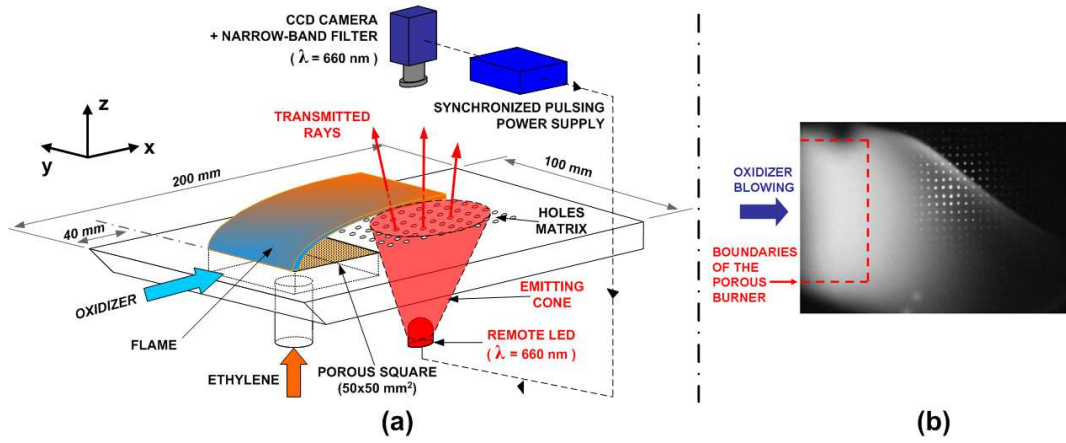 CCD CAMERA
+ NARROW-BAND FILTER
( λ = 660 nm )
SYNCHRONIZED PULSING
POWER SUPPLY
z
y
x
TRANSMITTED
RAYS
200 mm
100 mm
40 mm
HOLES
MATRIX
OXIDIZER
FLAME
ETHYLENE
POROUS SQUARE
(50x50 mm²)
EMITTING
CONE
REMOTE LED
( λ = 660 nm )
(a)
OXIDIZER
BLOWING
BOUNDARIES
OF THE
POROUS
BURNER
(b)